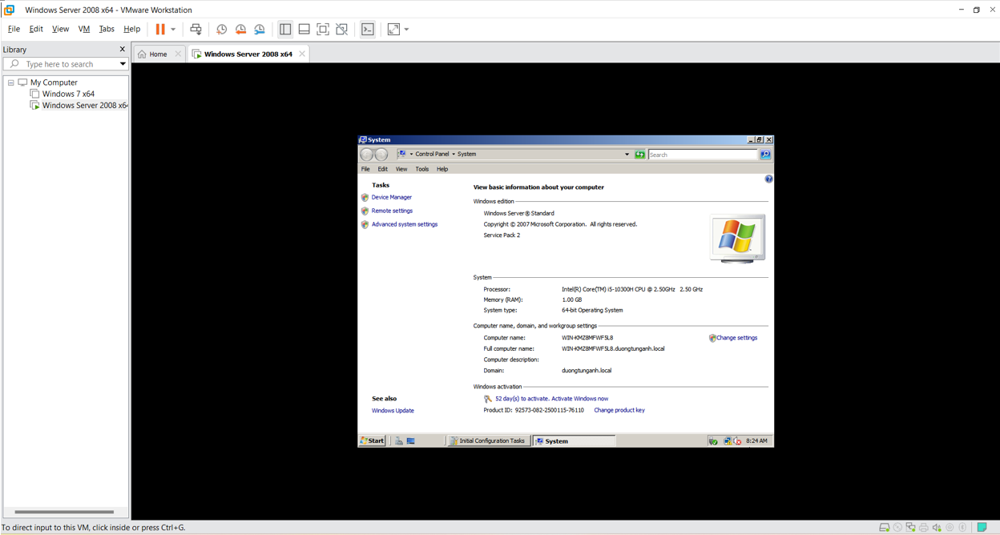 Windows Server 2008 x64 - VMware Workstation
File Edit View VM Tabs Help
Library
Type here to search
My Computer
Windows 7 x64
Windows Server 2008 x64
Home
Windows Server 2008 x64
System
Control Panel System
Search
File Edit View Tools Help
Tasks
Device Manager
Remote settings
Advanced system settings
See also
Windows Update
View basic information about your computer
Windows edition
Windows Server® Standard
Copyright © 2007 Microsoft Corporation. All rights reserved.
Service Pack 2
System
Processor: Intel(R) Core(TM) i5-10300H CPU @ 2.50GHz 2.50 GHz
Memory (RAM): 1.00 GB
System type: 64-bit Operating System
Computer name, domain, and workgroup settings
Computer name: WIN-KMZ8MFWF5L8
Change settings
Full computer name: WIN-KMZ8MFWF5L8.duongtunganh.local
Computer description:
Domain: duongtunganh.local
Windows activation
52 day(s) to activate. Activate Windows now
Product ID: 92573-082-2500115-76110 Change product key
Start
Initial Configuration Tasks
System
8:24 AM
To direct input to this VM, click inside or press Ctrl+G.